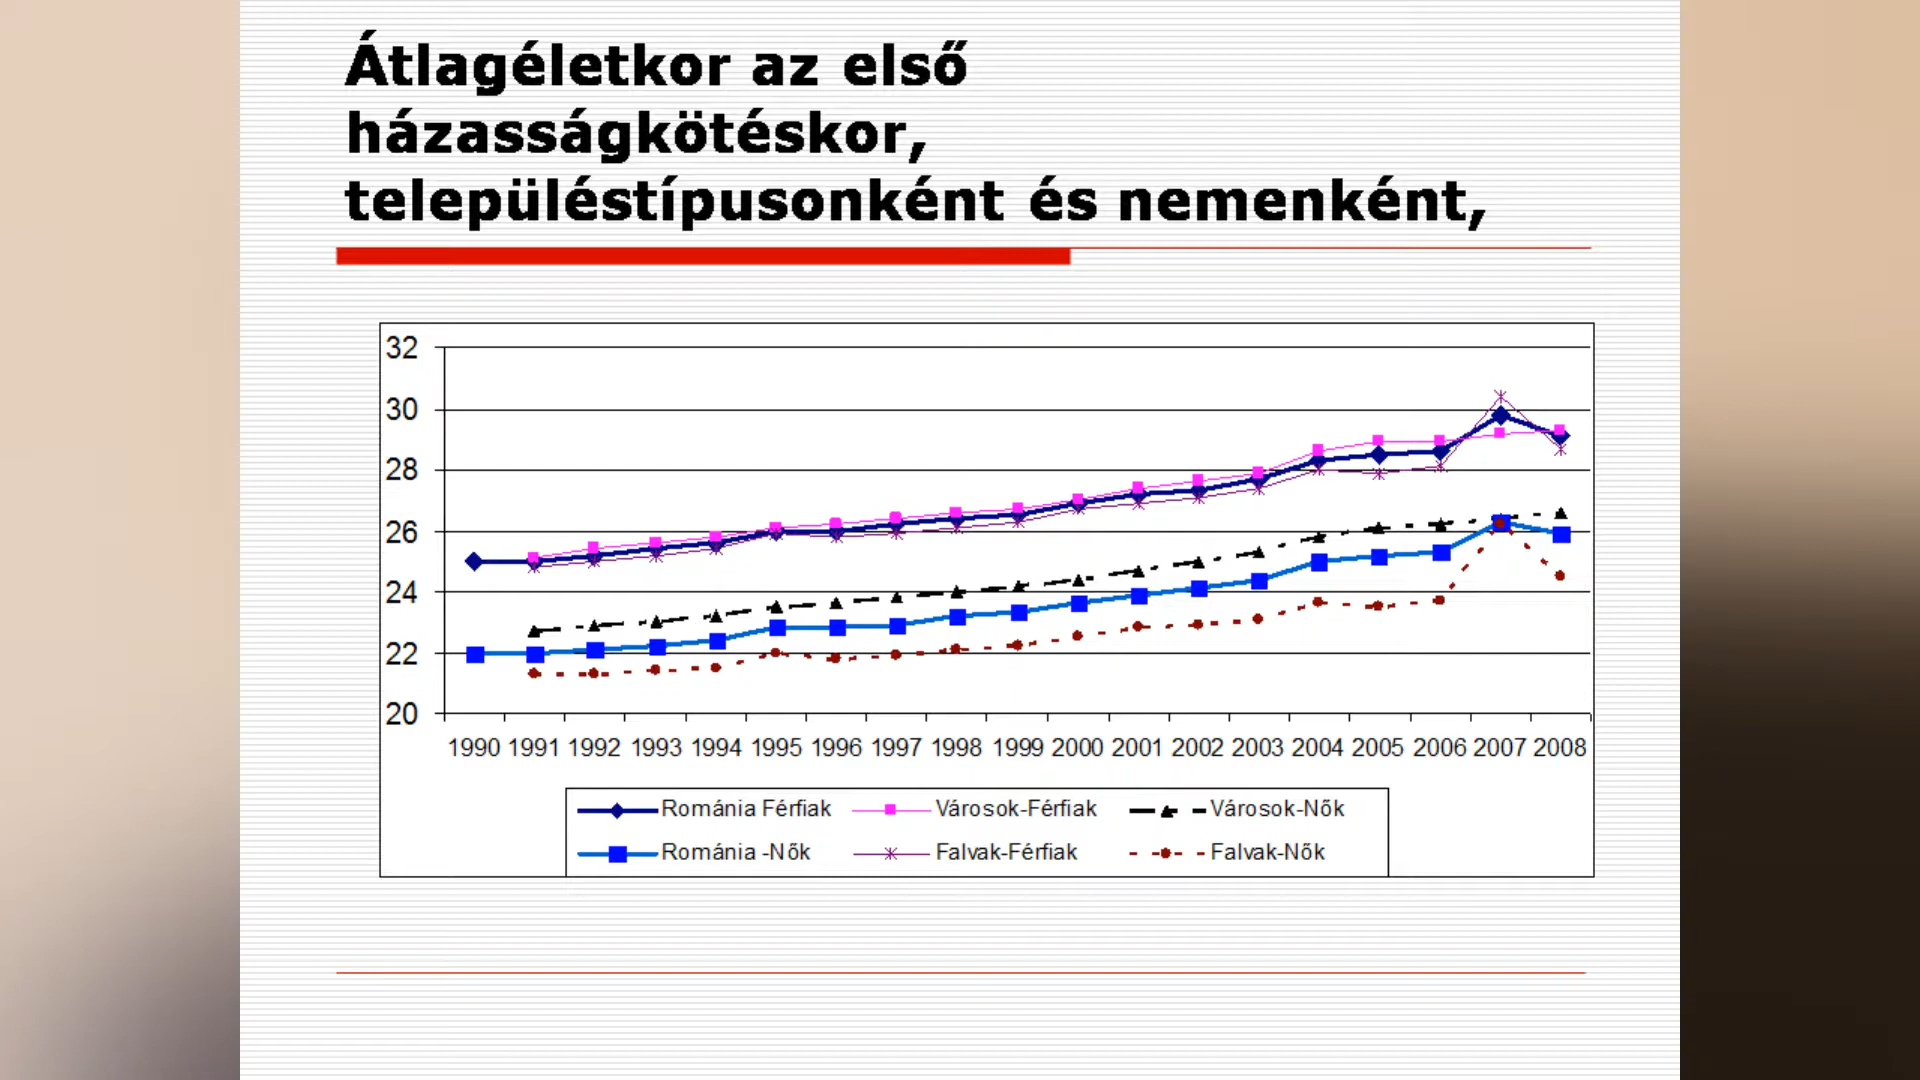 Átlagéletkor az első
házasságkötéskor,
településtípusonként és nemenként,
32
30
28
26
24
22
20
1990 1991 1992 1993 1994 1995 1996 1997 1998 1999 2000 2001 2002 2003 2004 2005 2006 2007 2008
Románia Férfiak Városok-Férfiak Városok-Nők
Románia -Nők Falvak-Férfiak Falvak-Nők